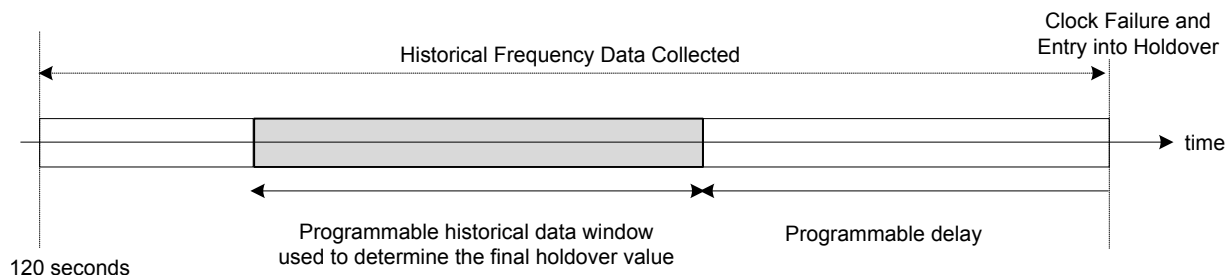 Clock Failure and
Entry into Holdover
Historical Frequency Data Collected
time
Programmable historical data window
used to determine the final holdover value
Programmable delay
120 seconds